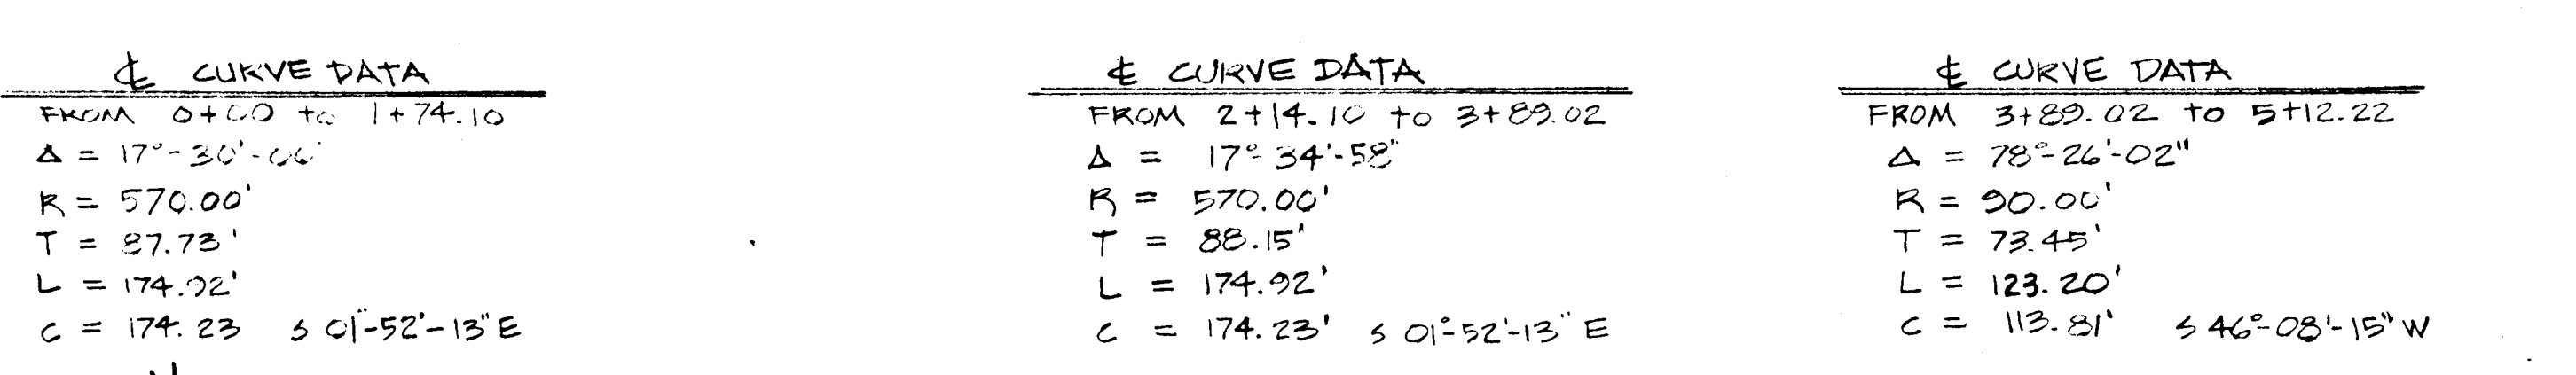 ℄ CURVE DATA
FROM 0+00 to 1+74.10
Δ = 17°-30'-00"
R = 570.00'
T = 87.73'
L = 174.92'
C = 174.23 S 01°-52'-13" E
℄ CURVE DATA
FROM 2+14.10 to 3+89.02
Δ = 17°-34'-58"
R = 570.00'
T = 88.15'
L = 174.92'
C = 174.23' S 01°-52'-13" E
℄ CURVE DATA
FROM 3+89.02 to 5+12.22
Δ = 78°-26'-02"
R = 90.00'
T = 73.45'
L = 123.20'
C = 113.81' S 46°-08'-15" W